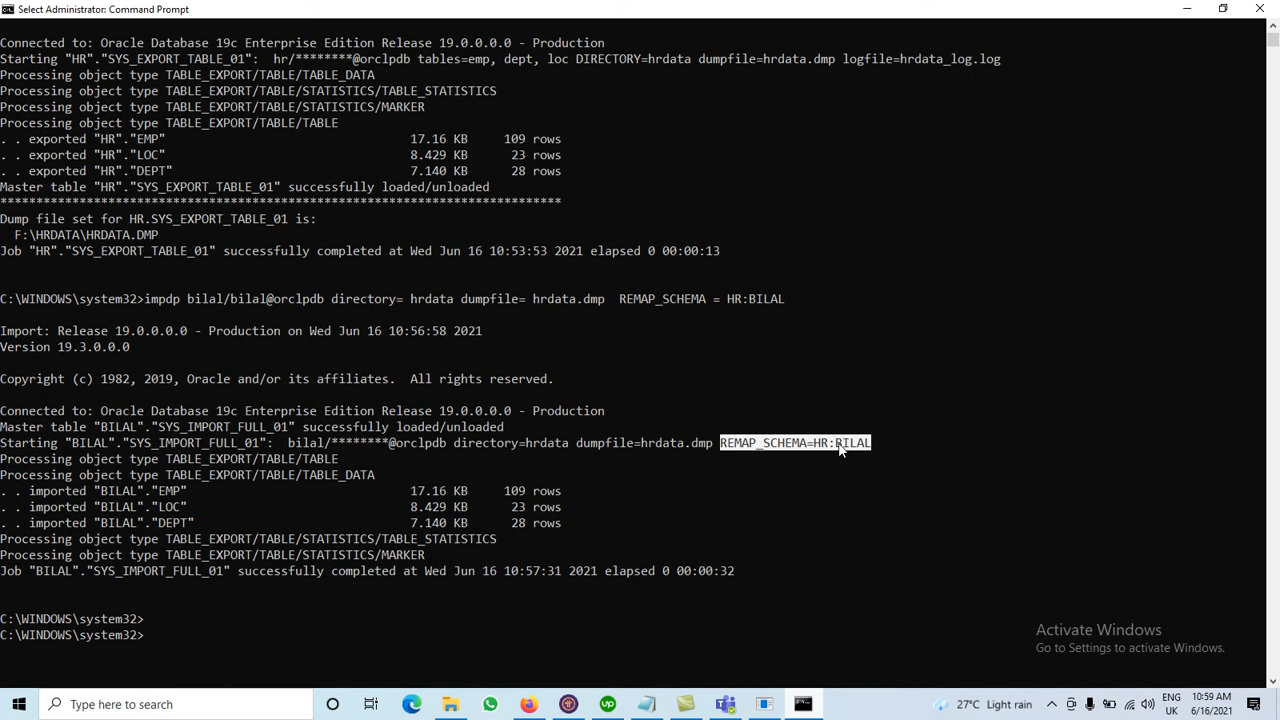 Select Administrator: Command Prompt
Connected to: Oracle Database 19c Enterprise Edition Release 19.0.0.0.0 - Production
Starting "HR"."SYS_EXPORT_TABLE_01":  hr/********@orclpdb tables=emp, dept, loc DIRECTORY=hrdata dumpfile=hrdata.dmp logfile=hrdata_log.log
Processing object type TABLE_EXPORT/TABLE/TABLE_DATA
Processing object type TABLE_EXPORT/TABLE/STATISTICS/TABLE_STATISTICS
Processing object type TABLE_EXPORT/TABLE/STATISTICS/MARKER
Processing object type TABLE_EXPORT/TABLE/TABLE
. . exported "HR"."EMP"                                  17.16 KB     109 rows
. . exported "HR"."LOC"                                  8.429 KB      23 rows
. . exported "HR"."DEPT"                                 7.140 KB      28 rows
Master table "HR"."SYS_EXPORT_TABLE_01" successfully loaded/unloaded
******************************************************************************
Dump file set for HR.SYS_EXPORT_TABLE_01 is:
  F:\HRDATA\HRDATA.DMP
Job "HR"."SYS_EXPORT_TABLE_01" successfully completed at Wed Jun 16 10:53:53 2021 elapsed 0 00:00:13
C:\WINDOWS\system32>impdp bilal/bilal@orclpdb directory= hrdata dumpfile= hrdata.dmp  REMAP_SCHEMA = HR:BILAL
Import: Release 19.0.0.0.0 - Production on Wed Jun 16 10:56:58 2021
Version 19.3.0.0.0
Copyright (c) 1982, 2019, Oracle and/or its affiliates.  All rights reserved.
Connected to: Oracle Database 19c Enterprise Edition Release 19.0.0.0.0 - Production
Master table "BILAL"."SYS_IMPORT_FULL_01" successfully loaded/unloaded
Starting "BILAL"."SYS_IMPORT_FULL_01":  bilal/********@orclpdb directory=hrdata dumpfile=hrdata.dmp REMAP_SCHEMA=HR:BILAL
Processing object type TABLE_EXPORT/TABLE/TABLE
Processing object type TABLE_EXPORT/TABLE/TABLE_DATA
. . imported "BILAL"."EMP"                               17.16 KB     109 rows
. . imported "BILAL"."LOC"                               8.429 KB      23 rows
. . imported "BILAL"."DEPT"                              7.140 KB      28 rows
Processing object type TABLE_EXPORT/TABLE/STATISTICS/TABLE_STATISTICS
Processing object type TABLE_EXPORT/TABLE/STATISTICS/MARKER
Job "BILAL"."SYS_IMPORT_FULL_01" successfully completed at Wed Jun 16 10:57:31 2021 elapsed 0 00:00:32
C:\WINDOWS\system32>
C:\WINDOWS\system32>
Activate Windows
Go to Settings to activate Windows.
Type here to search
up
27°C Light rain
ENG
UK
10:59 AM
6/16/2021